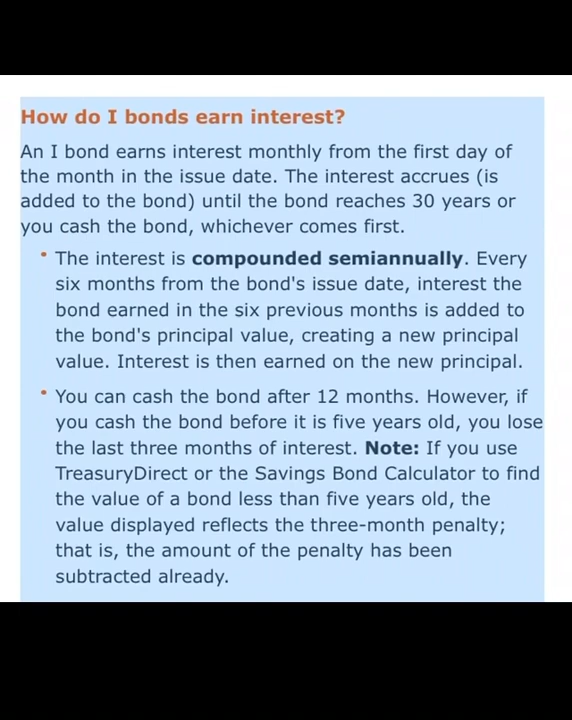 How do I bonds earn interest?
An I bond earns interest monthly from the first day of
the month in the issue date. The interest accrues (is
added to the bond) until the bond reaches 30 years or
you cash the bond, whichever comes first.
• The interest is compounded semiannually. Every
six months from the bond's issue date, interest the
bond earned in the six previous months is added to
the bond's principal value, creating a new principal
value. Interest is then earned on the new principal.
• You can cash the bond after 12 months. However, if
you cash the bond before it is five years old, you lose
the last three months of interest. Note: If you use
TreasuryDirect or the Savings Bond Calculator to find
the value of a bond less than five years old, the
value displayed reflects the three-month penalty;
that is, the amount of the penalty has been
subtracted already.